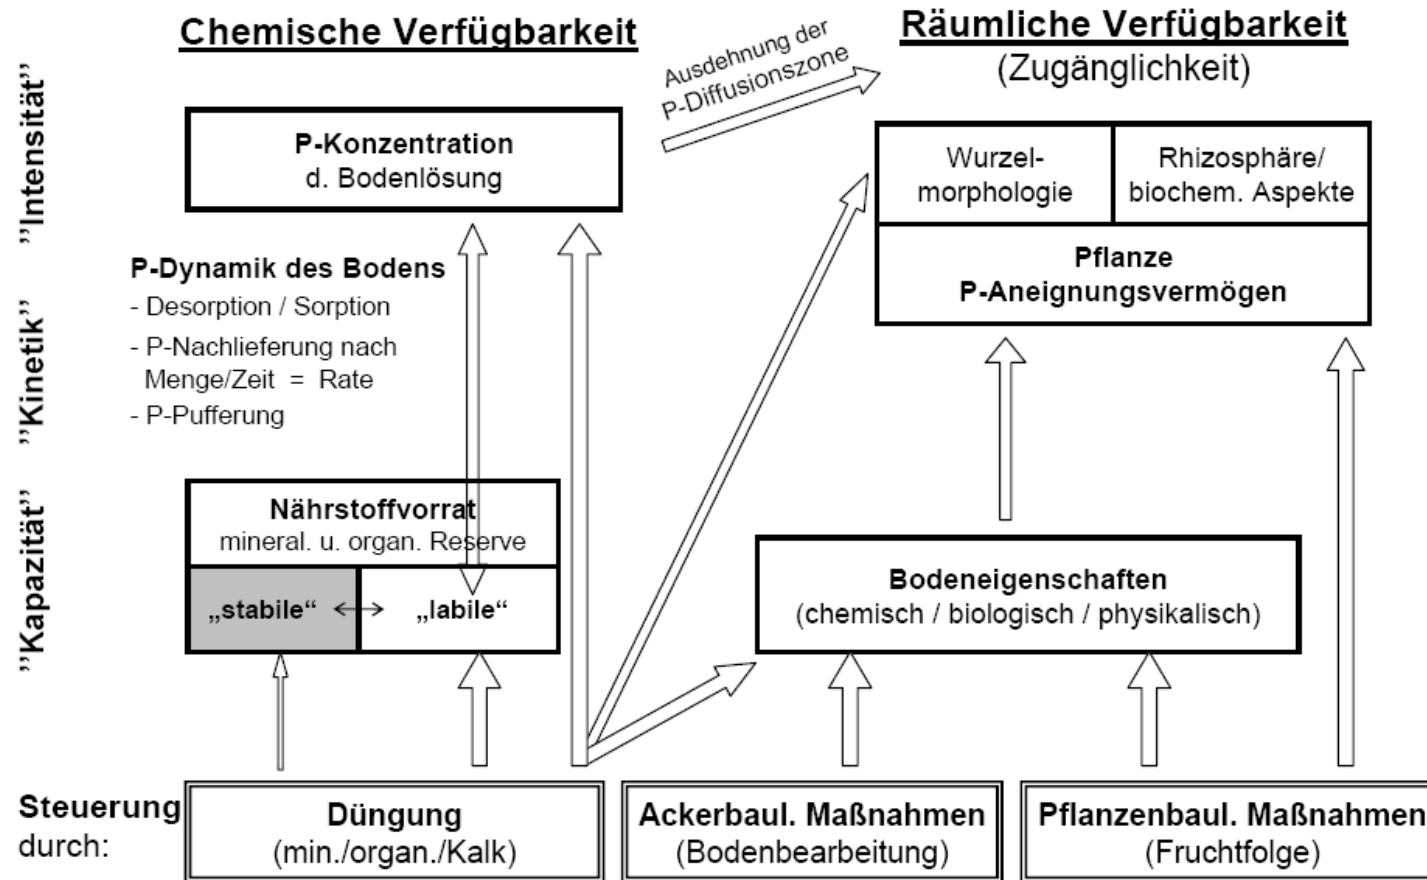 Chemische Verfügbarkeit
Ausdehnung der
P-Diffusionszone
Räumliche Verfügbarkeit
(Zugänglichkeit)
”Intensität”
P-Konzentration
d. Bodenlösung
Wurzel-
morphologie
Rhizosphäre/
biochem. Aspekte
Pflanze
P-Aneignungsvermögen
”Kinetik”
P-Dynamik des Bodens
- Desorption / Sorption
- P-Nachlieferung nach
Menge/Zeit = Rate
- P-Pufferung
”Kapazität”
Nährstoffvorrat
mineral. u. organ. Reserve
„stabile“
„labile“
Bodeneigenschaften
(chemisch / biologisch / physikalisch)
Steuerung
durch:
Düngung
(min./organ./Kalk)
Ackerbaul. Maßnahmen
(Bodenbearbeitung)
Pflanzenbaul. Maßnahmen
(Fruchtfolge)